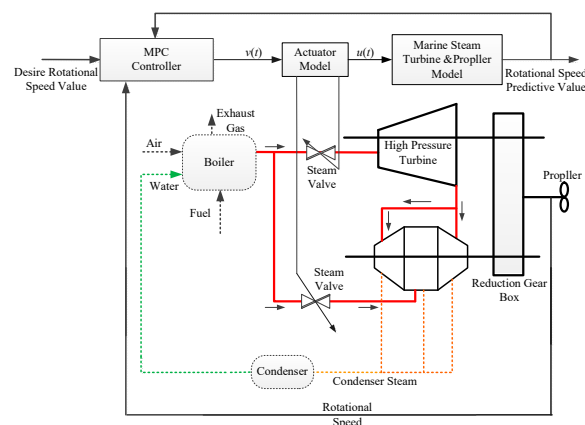 MPC
Controller
v(t)
Actuator
Model
u(t)
Marine Steam
Turbine &Propller
Model
Desire Rotational
Speed Value
Rotational Speed
Predictive Value
Exhaust
Gas
Air
Boiler
Water
Fuel
Steam
Valve
High Pressure
Turbine
Propller
Steam
Valve
Reduction Gear
Box
Condenser
Condenser Steam
Rotational
Speed